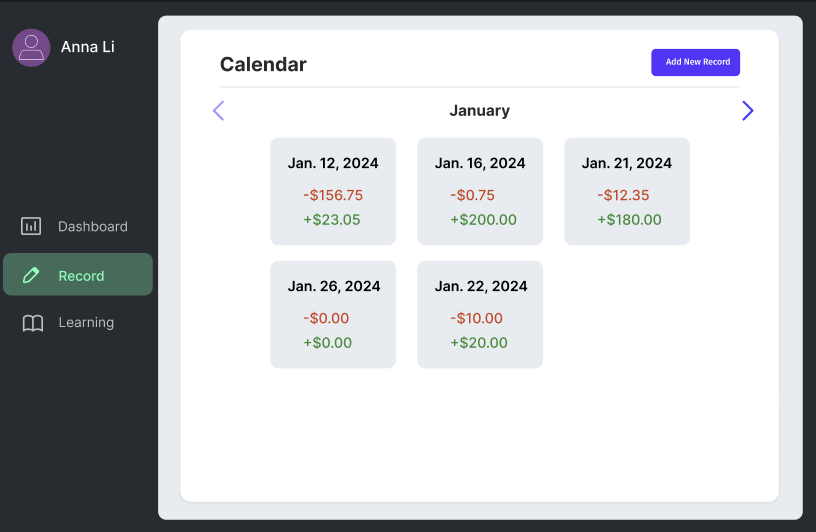 Anna Li
Dashboard
Record
Learning
Calendar
Add New Record
January
Jan. 12, 2024
-$156.75
+$23.05
Jan. 16, 2024
-$0.75
+$200.00
Jan. 21, 2024
-$12.35
+$180.00
Jan. 26, 2024
-$0.00
+$0.00
Jan. 22, 2024
-$10.00
+$20.00